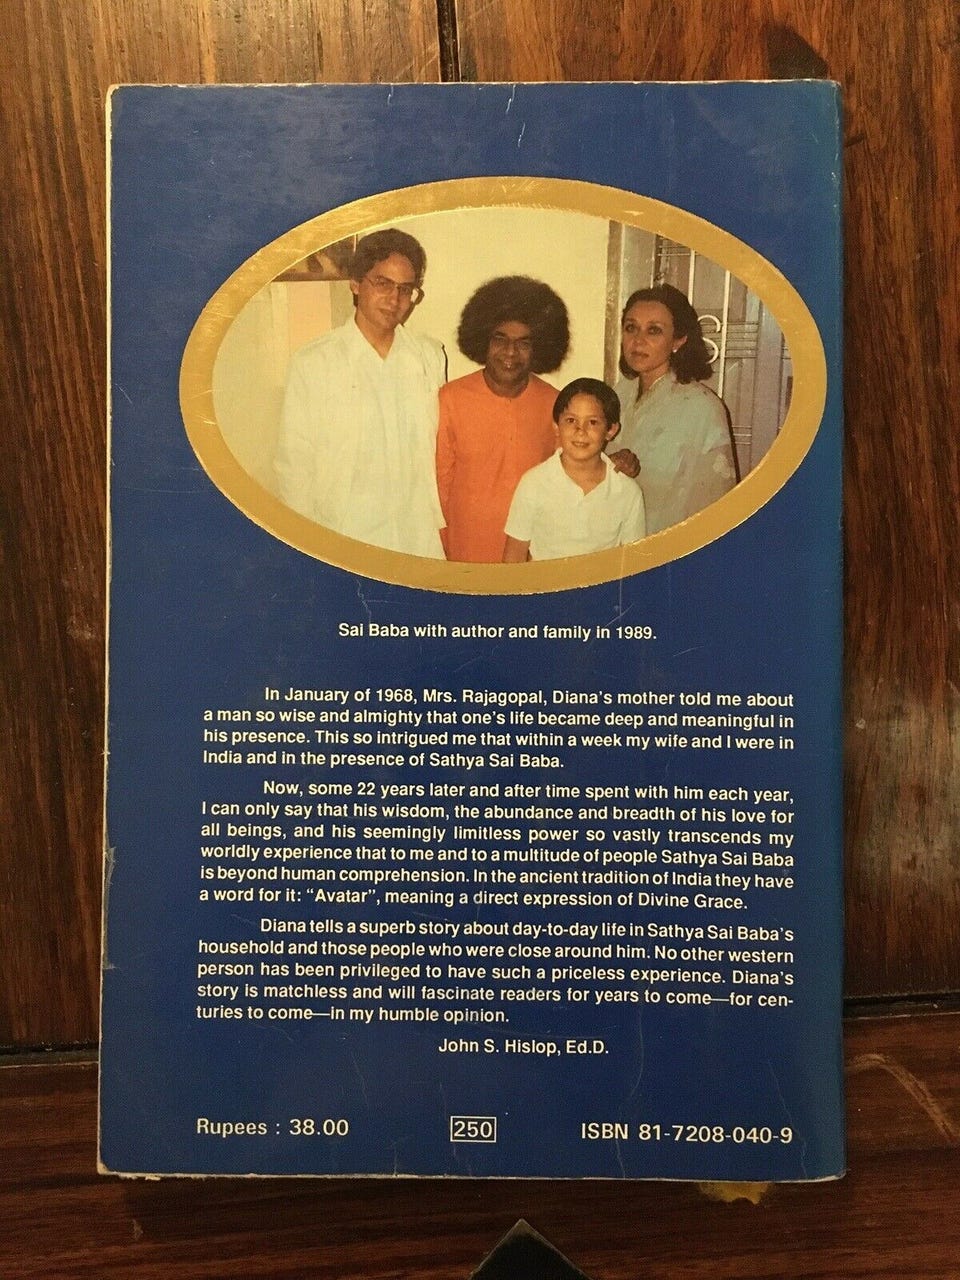 Sai Baba with author and family in 1989.
In January of 1968, Mrs. Rajagopal, Diana's mother told me about
a man so wise and almighty that one's life became deep and meaningful in
his presence. This so intrigued me that within a week my wife and I were in
India and in the presence of Sathya Sai Baba.
Now, some 22 years later and after time spent with him each year,
I can only say that his wisdom, the abundance and breadth of his love for
all beings, and his seemingly limitless power so vastly transcends my
worldly experience that to me and to a multitude of people Sathya Sai Baba
is beyond human comprehension. In the ancient tradition of India they have
a word for it: "Avatar", meaning a direct expression of Divine Grace.
Diana tells a superb story about day-to-day life in Sathya Sai Baba's
household and those people who were close around him. No other western
person has been privileged to have such a priceless experience. Diana's
story is matchless and will fascinate readers for years to come—for cen-
turies to come—in my humble opinion.
John S. Hislop, Ed.D.
Rupees : 38.00 250 ISBN 81-7208-040-9